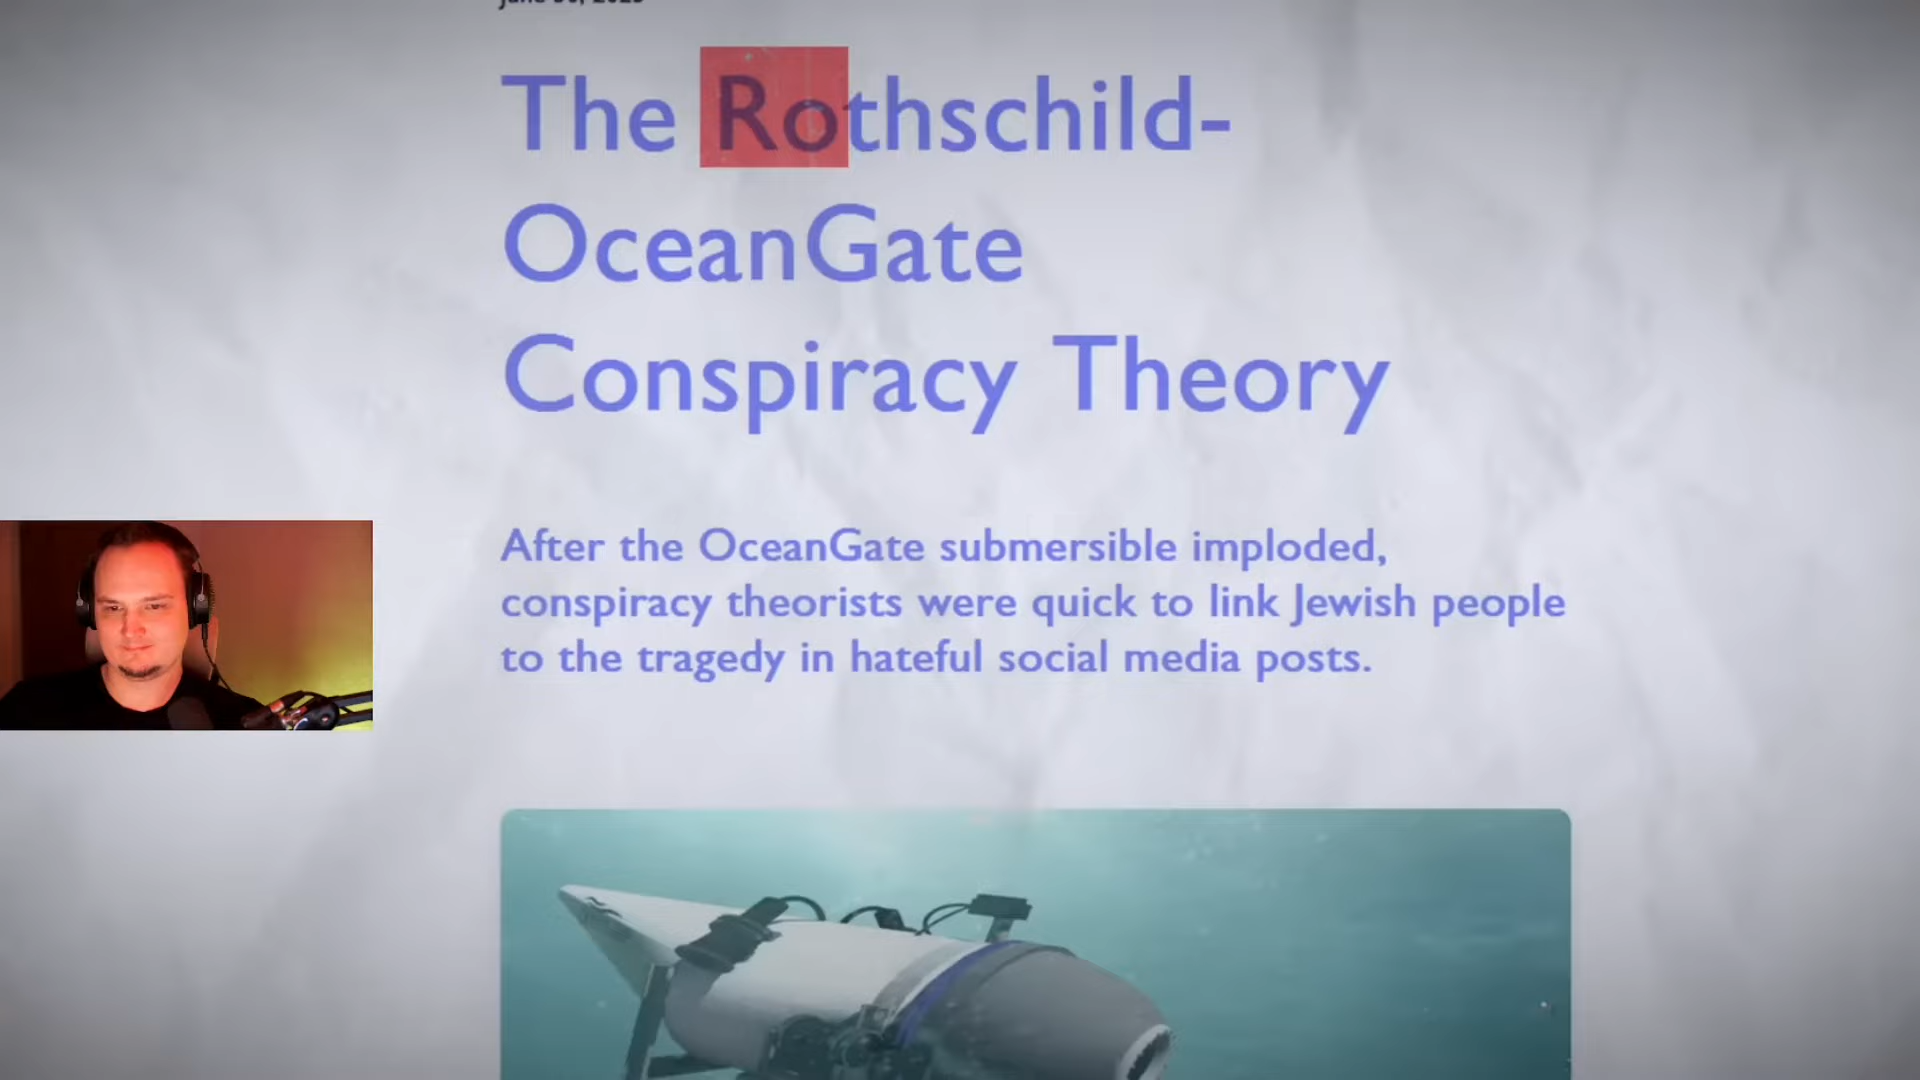 The Rothschild-
OceanGate
Conspiracy Theory
After the OceanGate submersible imploded,
conspiracy theorists were quick to link Jewish people
to the tragedy in hateful social media posts.